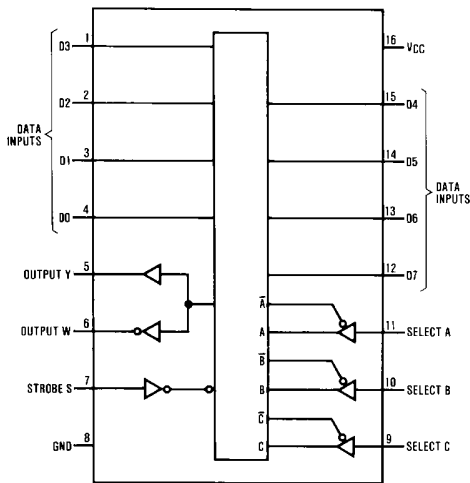 D3 1
16 VCC
D2 2
15 D4
DATA
INPUTS
D1 3
14 D5
DATA
INPUTS
D0 4
13 D6
12 D7
OUTPUT Y 5
A̅
OUTPUT W 6
A
11 SELECT A
B̅
STROBE S 7
B
10 SELECT B
C̅
GND 8
C
9 SELECT C